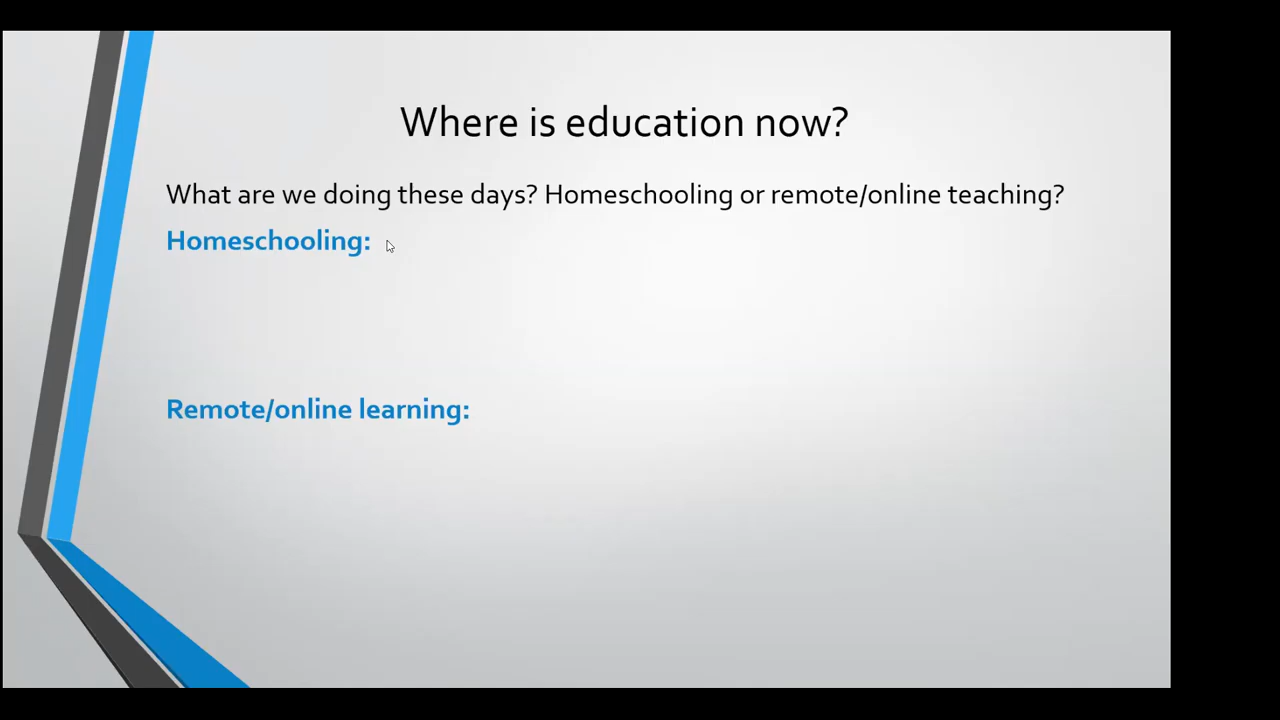 Where is education now?
What are we doing these days? Homeschooling or remote/online teaching?
Homeschooling:
Remote/online learning: